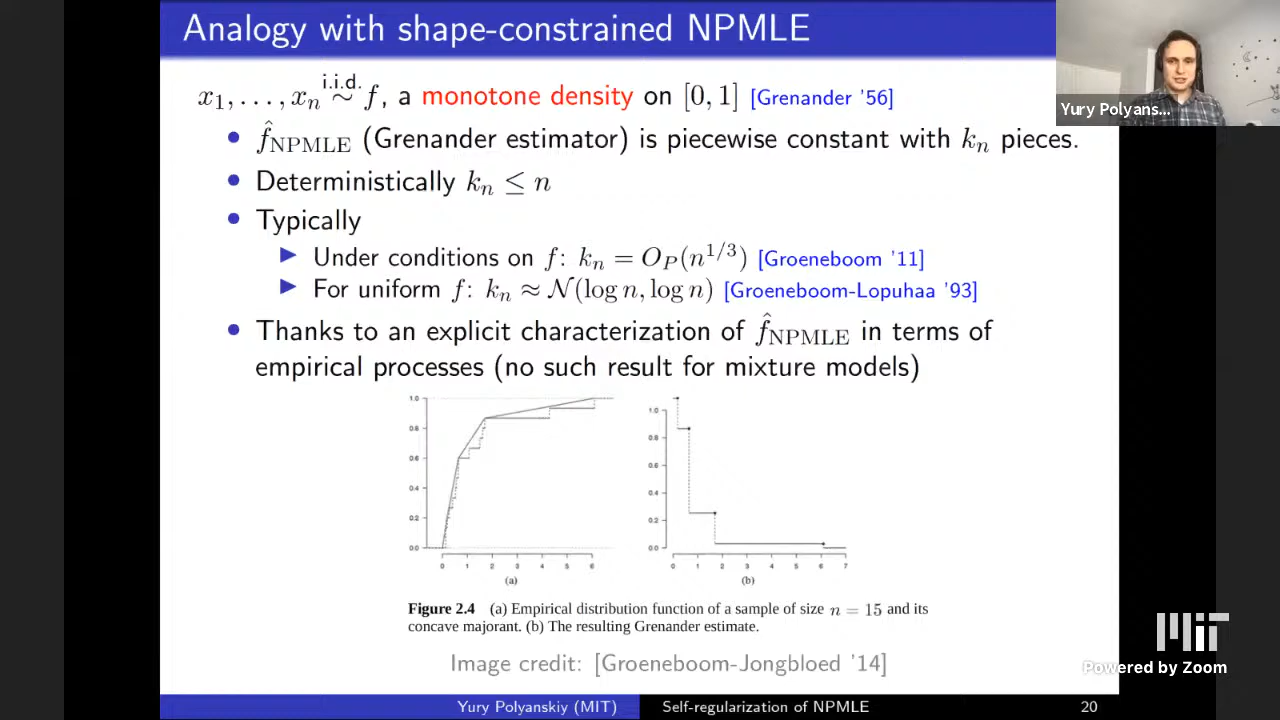 Analogy with shape-constrained NPMLE
x₁, …, xₙ i.i.d. ∼ f, a monotone density on [0, 1] [Grenander '56]
• f̂_NPMLE (Grenander estimator) is piecewise constant with kₙ pieces.
• Deterministically kₙ ≤ n
• Typically
▶ Under conditions on f: kₙ = O_P(n^{1/3}) [Groeneboom '11]
▶ For uniform f: kₙ ≈ 𝒩(log n, log n) [Groeneboom-Lopuhaa '93]
• Thanks to an explicit characterization of f̂_NPMLE in terms of
empirical processes (no such result for mixture models)
1.0
0.8
0.6
0.4
0.2
0.0
0 1 2 3 4 5 6
(a)
1.0
0.8
0.6
0.4
0.2
0.0
0 1 2 3 4 5 6 7
(b)
Figure 2.4 (a) Empirical distribution function of a sample of size n = 15 and its
concave majorant. (b) The resulting Grenander estimate.
Image credit: [Groeneboom-Jongbloed '14]
Yury Polyanskiy (MIT) Self-regularization of NPMLE 20
Yury Polyans...
MIT
Powered by Zoom